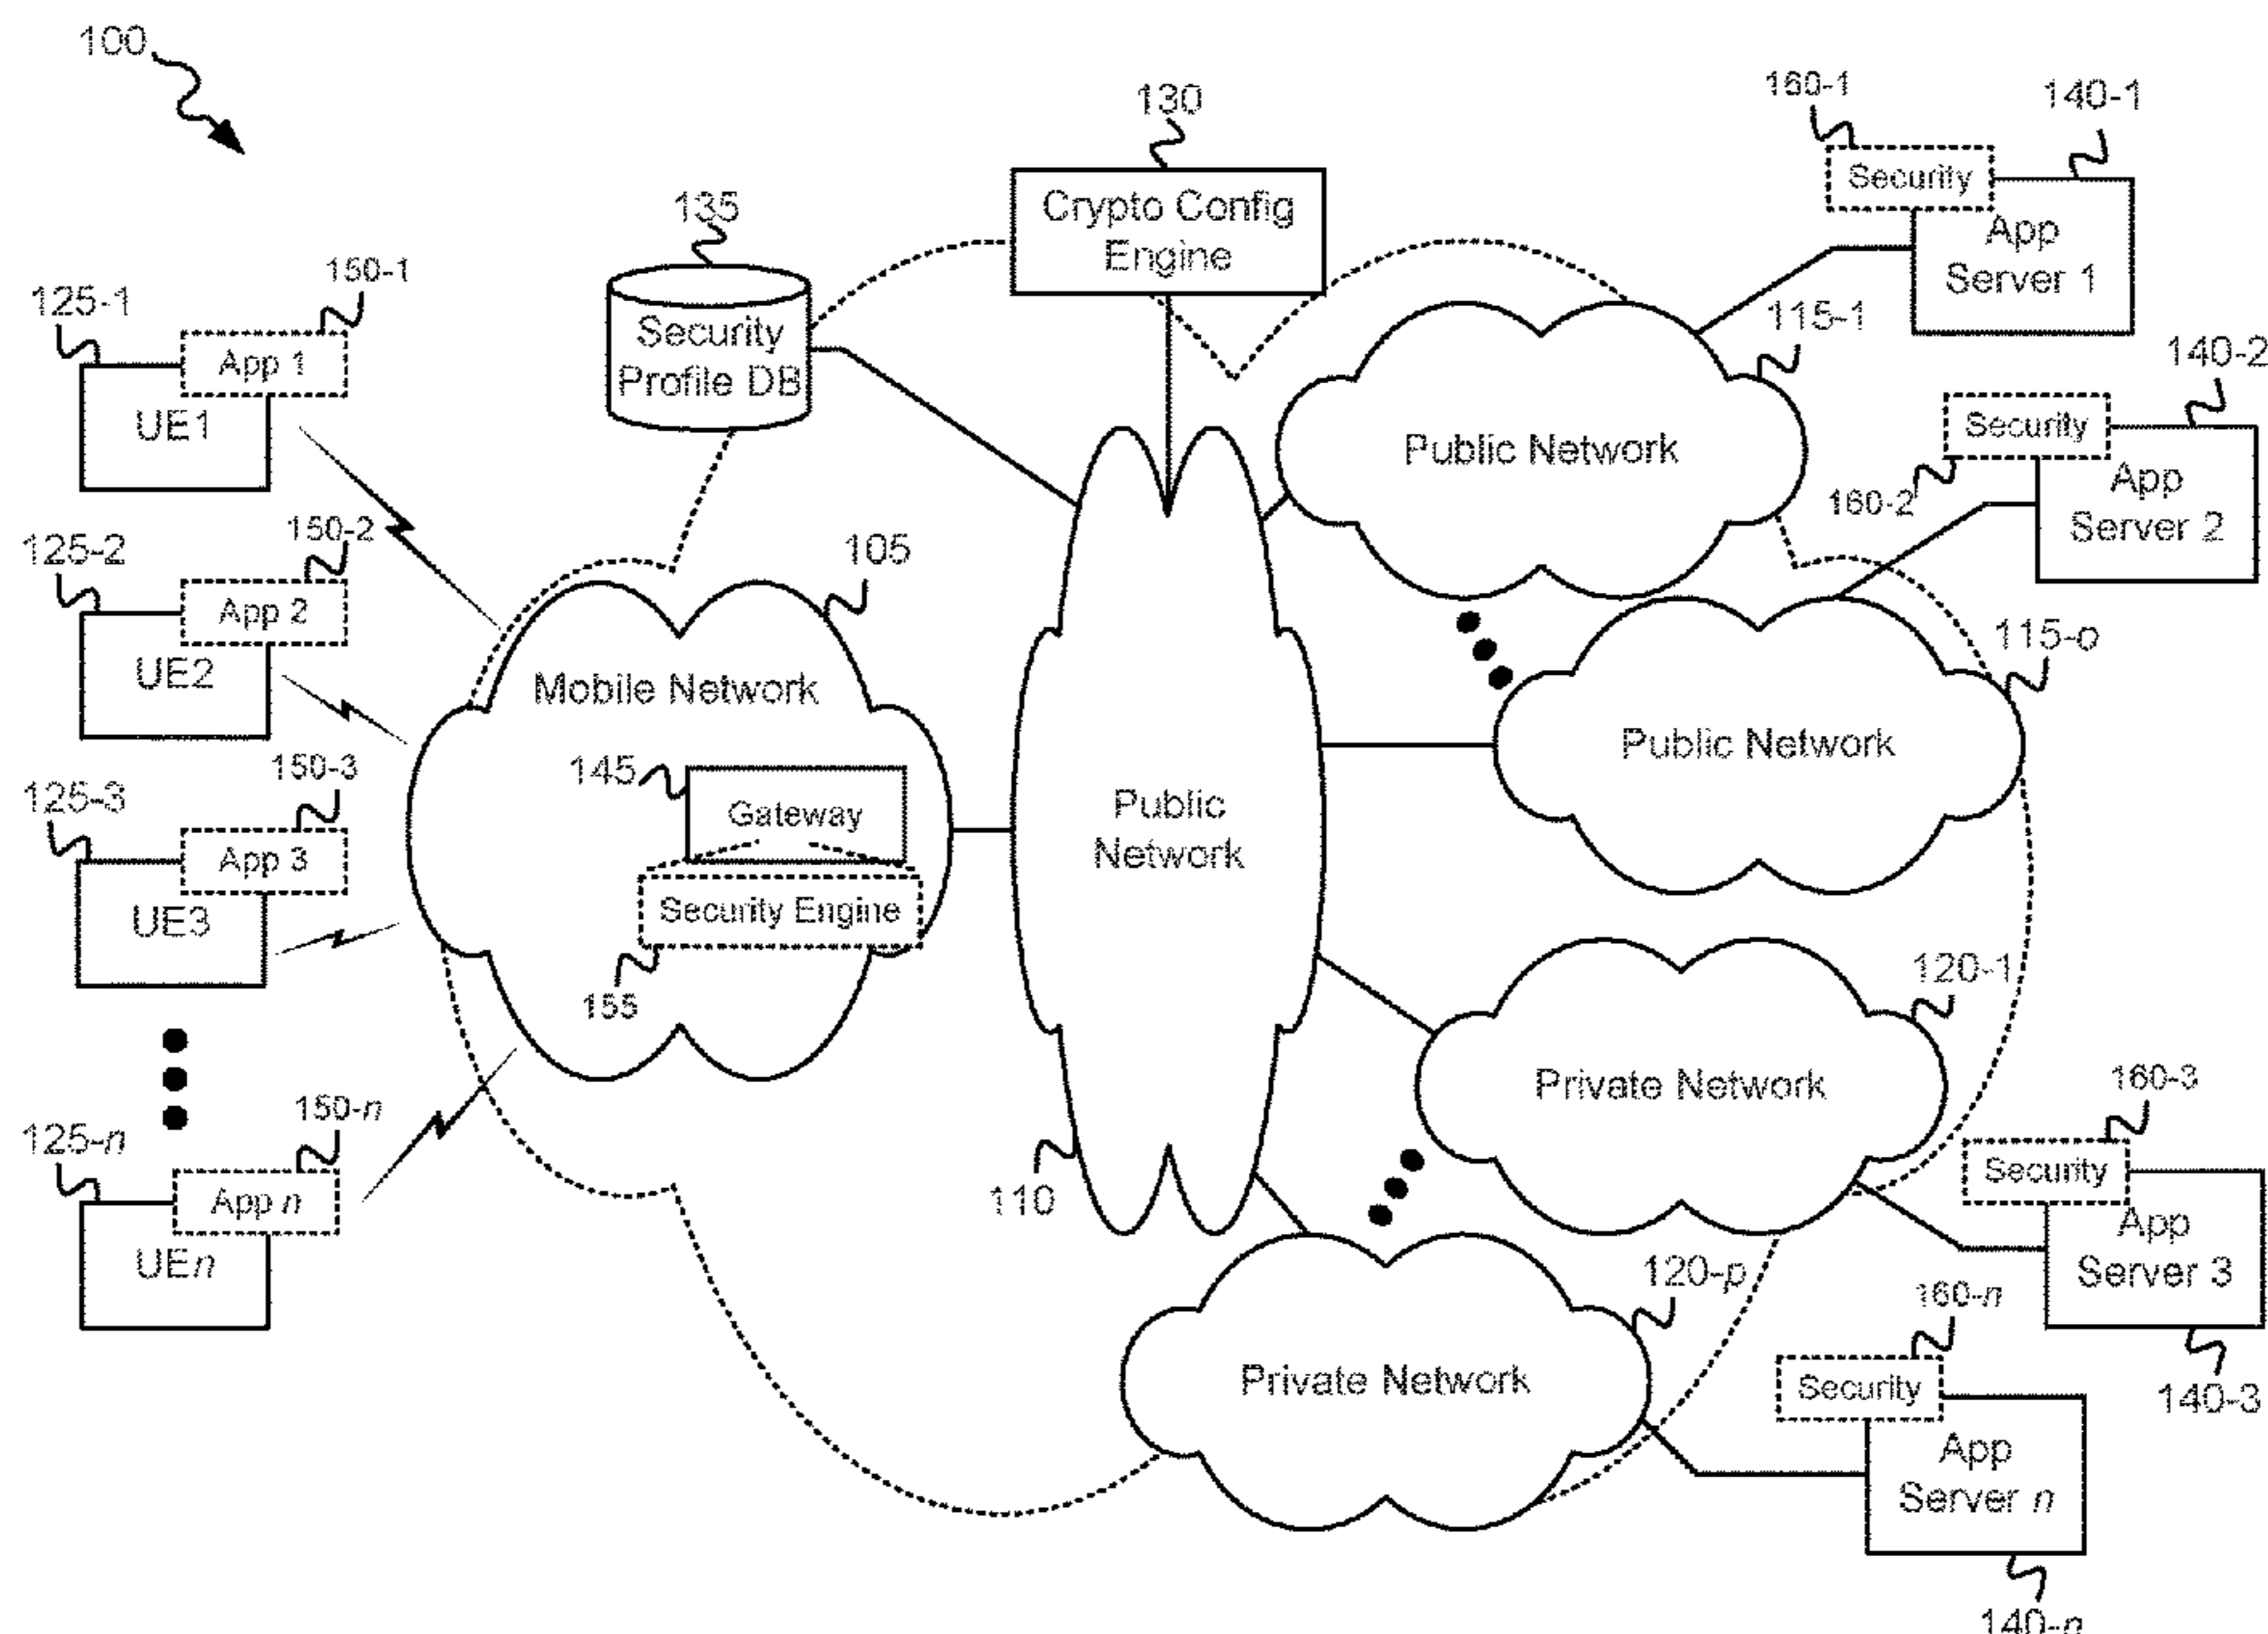 100
130
160-1
140-1
Security
App
Server 1
135
Crypto Config
Engine
Security
Profile DB
125-1
150-1
App 1
UE1
115-1
Public Network
140-2
Security
160-2
App
Server 2
125-2
150-2
App 2
UE2
105
Mobile Network
115-o
Public Network
125-3
150-3
App 3
UE3
145
Gateway
Security Engine
155
Public
Network
110
120-1
Private Network
125-n
150-n
App n
UEn
160-3
Security
App
Server 3
140-3
120-p
Private Network
160-n
Security
App
Server n
140-n